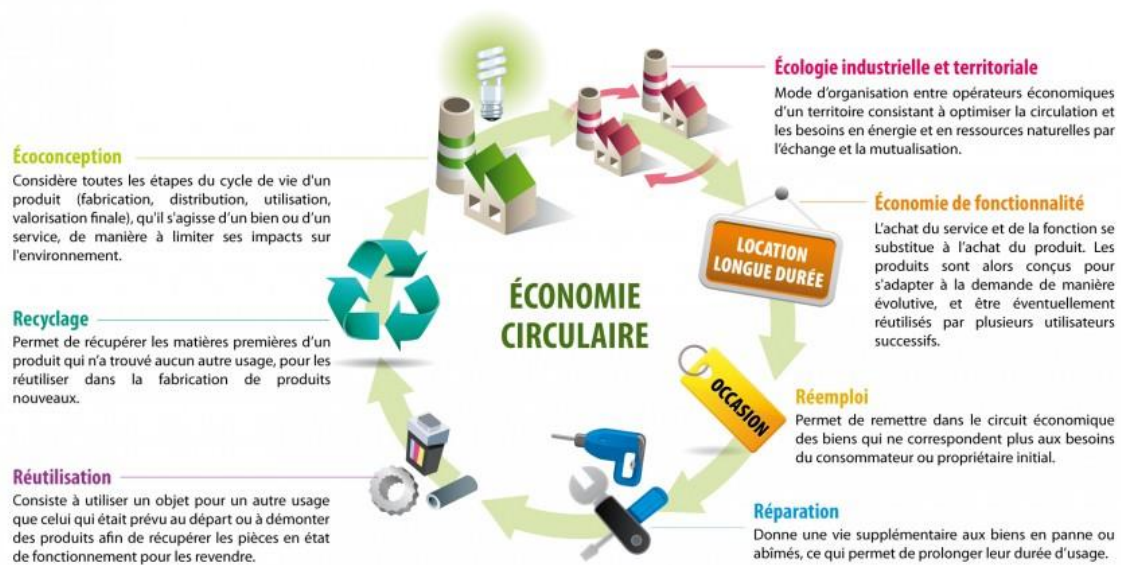 Écologie industrielle et territoriale
Mode d'organisation entre opérateurs économiques
d'un territoire consistant à optimiser la circulation et
les besoins en énergie et en ressources naturelles par
l'échange et la mutualisation.
Écoconception
Considère toutes les étapes du cycle de vie d'un
produit (fabrication, distribution, utilisation,
valorisation finale), qu'il s'agisse d'un bien ou d'un
service, de manière à limiter ses impacts sur
l'environnement.
Économie de fonctionnalité
L'achat du service et de la fonction se
substitue à l'achat du produit. Les
produits sont alors conçus pour
s'adapter à la demande de manière
évolutive, et être éventuellement
réutilisés par plusieurs utilisateurs
successifs.
LOCATION
LONGUE DURÉE
ÉCONOMIE
CIRCULAIRE
Recyclage
Permet de récupérer les matières premières d'un
produit qui n'a trouvé aucun autre usage, pour les
réutiliser dans la fabrication de produits
nouveaux.
OCCASION
Réemploi
Permet de remettre dans le circuit économique
des biens qui ne correspondent plus aux besoins
du consommateur ou propriétaire initial.
Réutilisation
Consiste à utiliser un objet pour un autre usage
que celui qui était prévu au départ ou à démonter
des produits afin de récupérer les pièces en état
de fonctionnement pour les revendre.
Réparation
Donne une vie supplémentaire aux biens en panne ou
abîmés, ce qui permet de prolonger leur durée d'usage.